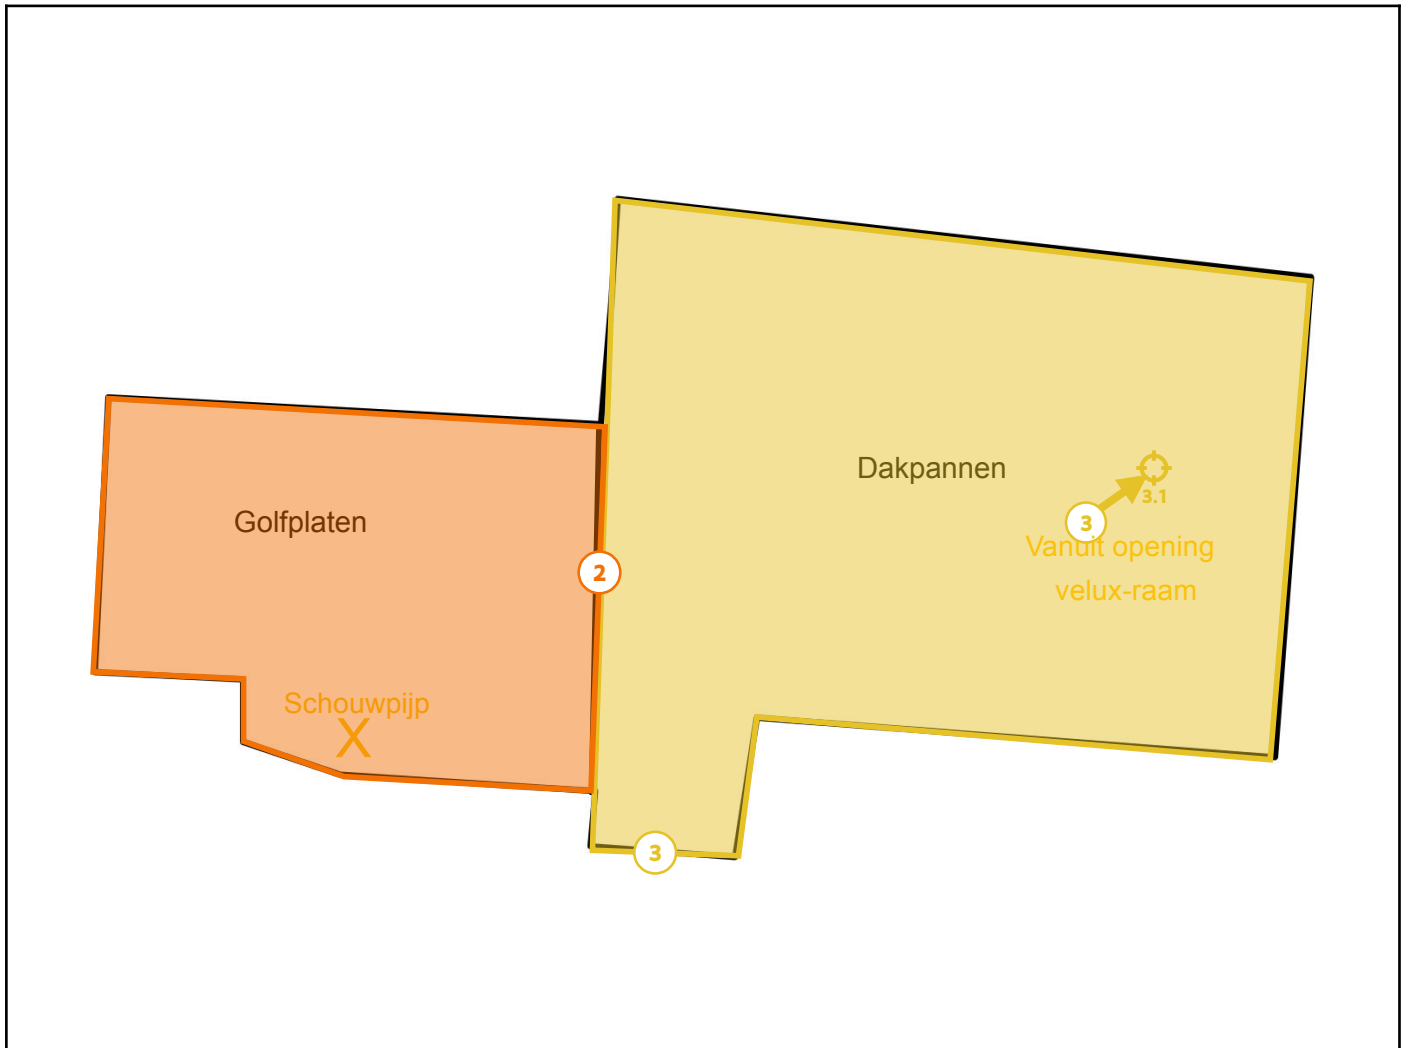 Dakpannen
3.1
3
Vanuit opening
velux-raam
Golfplaten
2
Schouwpijp
X
3